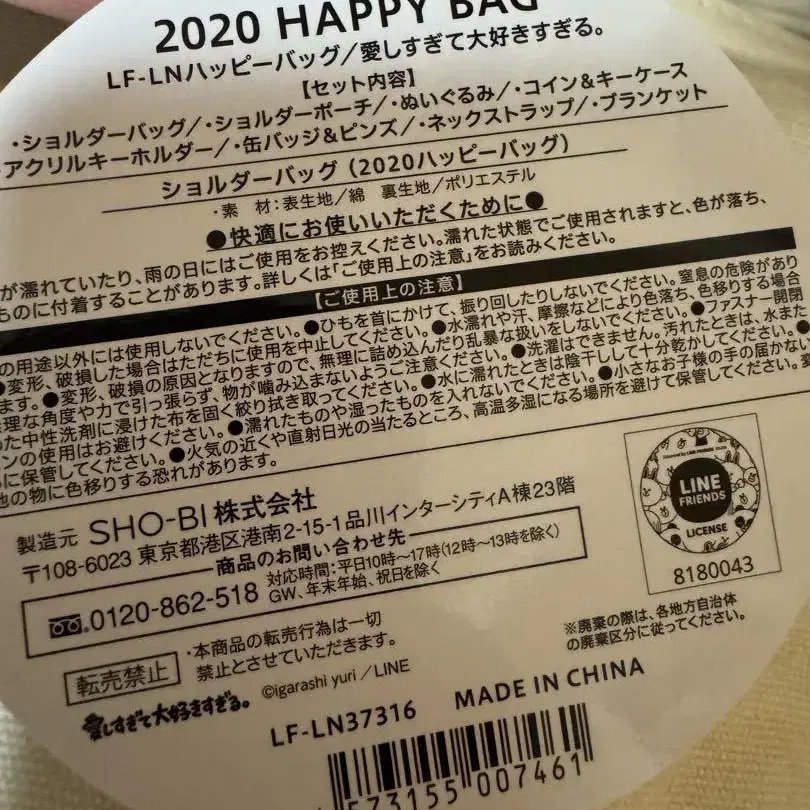 2020 HAPPY BAG
LF-LNハッピーバッグ/愛しすぎて大好きすぎる。
【セット内容】
・ショルダーバッグ/・ショルダーポーチ/・ぬいぐるみ/・コイン&キーケース
・アクリルキーホルダー/・缶バッジ&ピンズ/・ネックストラップ/・ブランケット
ショルダーバッグ(2020ハッピーバッグ)
・素 材:表生地/綿 裏生地/ポリエステル
●快適にお使いいただくために●
が濡れていたり、雨の日にはご使用をお控えください。濡れた状態でご使用されますと、色が落ち、
ものに付着することがあります。詳しくは「ご使用上の注意」をお読みください。
【ご使用上の注意】
の用途以外には使用しないでください。●ひもを首にかけて、振り回したりしないでください。窒息の危険があり
●変形、破損した場合はただちに使用を中止してください。●水濡れや汗、摩擦などにより色落ち、色移りする場合
ます。●変形、破損の原因となりますので、無理に詰め込んだり乱暴な扱いをしないでください。●ファスナー開閉
理な角度や力で引っ張らず、物が噛み込まないようご注意ください。●洗濯はできません。汚れたときは、水また
った中性洗剤に浸けた布を固く絞り拭き取ってください。●水に濡れたときは陰干しして十分乾かしてください。
ンの使用はお避けください。●濡れたものや湿ったものを入れないでください。●小さなお子様の手の届かない
に保管してください。●火気の近くや直射日光の当たるところ、高温多湿になる場所を避けて保管してください。
他の物に色移りする恐れがあります。
製造元 SHO-BI株式会社
〒108-6023 東京都港区港南2-15-1品川インターシティA棟23階
商品のお問い合わせ先
0120-862-518 対応時間:平日10時~17時(12時~13時を除く)
GW、年末年始、祝日を除く
LINE
FRIENDS
LICENSE
8180043
※廃棄の際は、各地方自治体
の廃棄区分に従ってください。
転売禁止 ・本商品の転売行為は一切
禁止とさせていただきます。
愛しすぎて大好きすぎる。 ©igarashi yuri/LINE
LF-LN37316 MADE IN CHINA
573155 007461